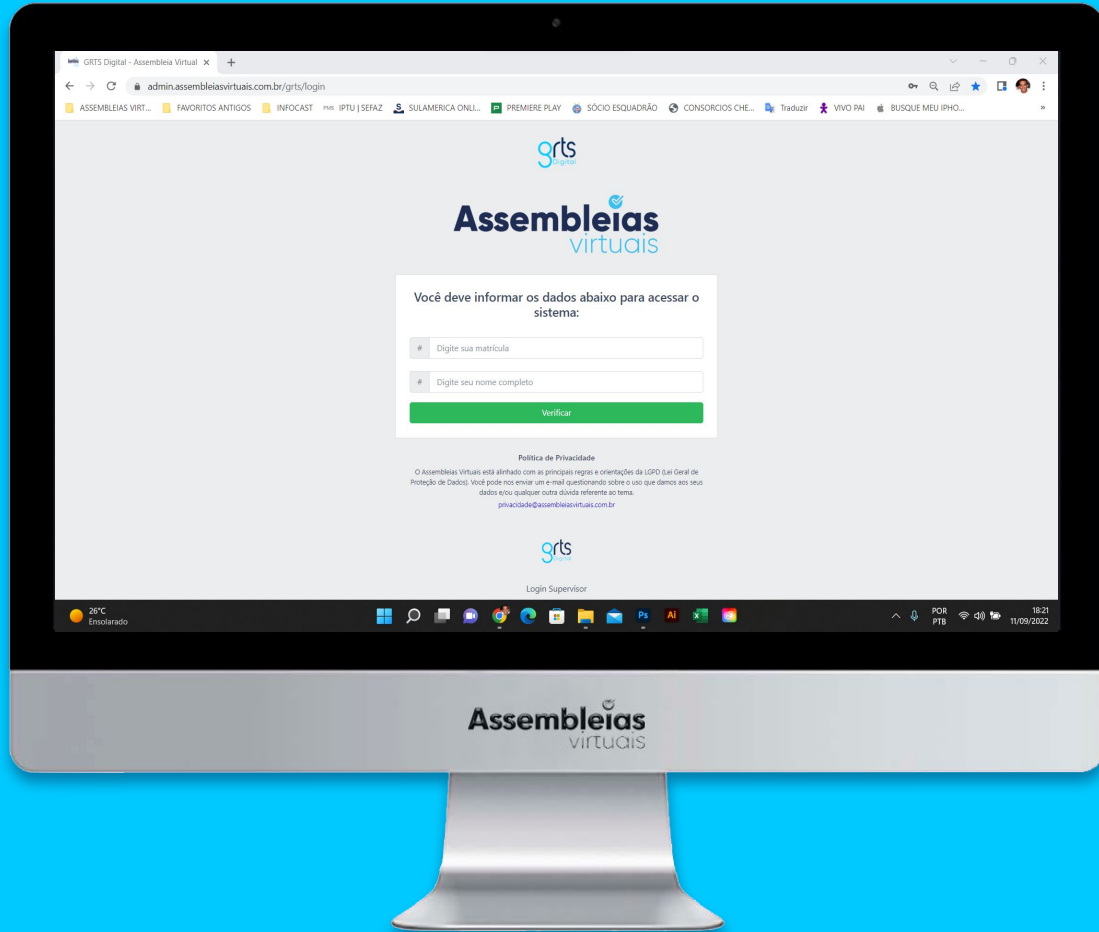 GRTS Digital - Assembleia Virtual
admin.assembleiasvirtuais.com.br/grts/login
ASSEMBLEIAS VIRT... FAVORITOS ANTIGOS INFOCAST PMS IPTU | SEFAZ SULAMERICA ONLI... PREMIERE PLAY SÓCIO ESQUADRÃO CONSORCIOS CHE... Traduzir VIVO PAI BUSQUE MEU IPHO... »
grts
Digital
Assembleias
virtuais
Você deve informar os dados abaixo para acessar o
sistema:
# Digite sua matrícula
# Digite seu nome completo
Verificar
Política de Privacidade
O Assembleias Virtuais está alinhado com as principais regras e orientações da LGPD (Lei Geral de
Proteção de Dados). Você pode nos enviar um e-mail questionando sobre o uso que damos aos seus
dados e/ou qualquer outra dúvida referente ao tema.
privacidade@assembleiasvirtuais.com.br
grts
Digital
Login Supervisor
26°C
Ensolarado
Ps Ai
POR
PTB
18:21
11/09/2022
Assembleias
virtuais